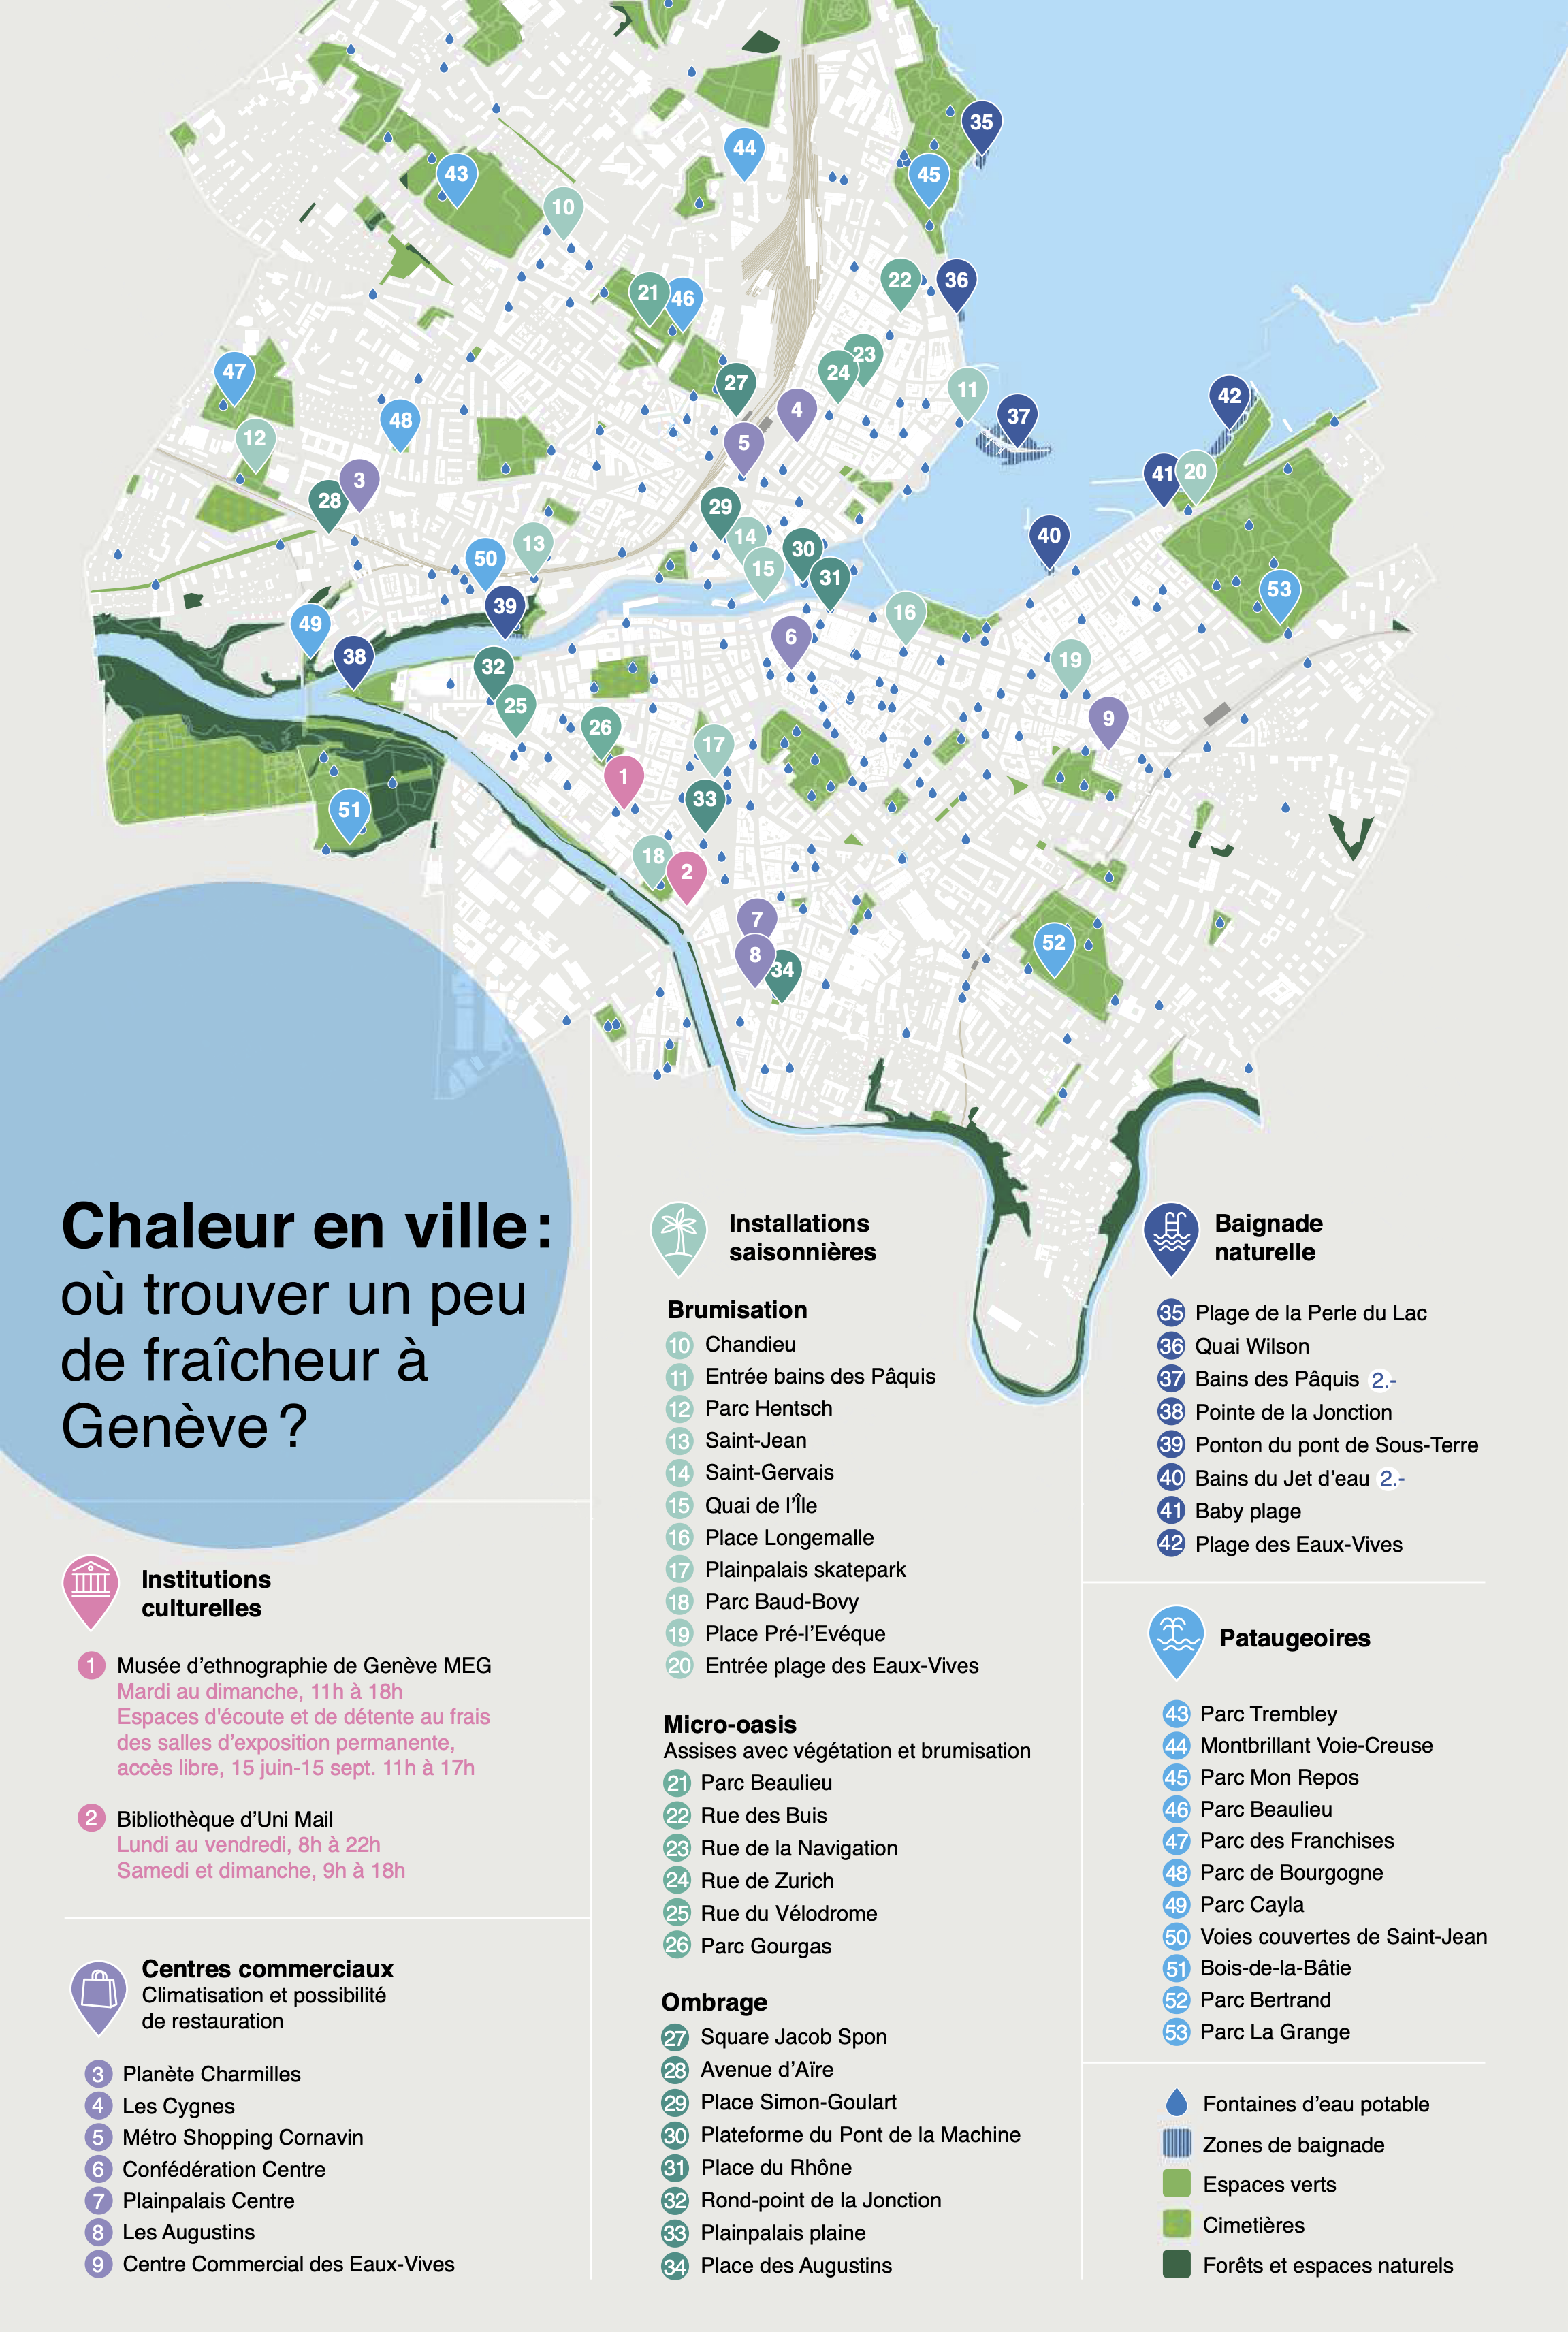 35
44
43
45
10
22
36
21
46
23
47
24
27
11
42
4
37
48
12
5
41
20
3
28
29
14
40
13
30
50
15
31
53
39
16
49
6
38
19
32
25
9
26
17
1
33
51
18
2
7
52
8
34
Chaleur en ville :
où trouver un peu
de fraîcheur à
Genève ?
Institutions
culturelles
1 Musée d’ethnographie de Genève MEG
Mardi au dimanche, 11h à 18h
Espaces d'écoute et de détente au frais
des salles d’exposition permanente,
accès libre, 15 juin-15 sept. 11h à 17h
2 Bibliothèque d’Uni Mail
Lundi au vendredi, 8h à 22h
Samedi et dimanche, 9h à 18h
Centres commerciaux
Climatisation et possibilité
de restauration
3 Planète Charmilles
4 Les Cygnes
5 Métro Shopping Cornavin
6 Confédération Centre
7 Plainpalais Centre
8 Les Augustins
9 Centre Commercial des Eaux-Vives
Installations
saisonnières
Brumisation
10 Chandieu
11 Entrée bains des Pâquis
12 Parc Hentsch
13 Saint-Jean
14 Saint-Gervais
15 Quai de l’Île
16 Place Longemalle
17 Plainpalais skatepark
18 Parc Baud-Bovy
19 Place Pré-l’Evéque
20 Entrée plage des Eaux-Vives
Micro-oasis
Assises avec végétation et brumisation
21 Parc Beaulieu
22 Rue des Buis
23 Rue de la Navigation
24 Rue de Zurich
25 Rue du Vélodrome
26 Parc Gourgas
Ombrage
27 Square Jacob Spon
28 Avenue d’Aïre
29 Place Simon-Goulart
30 Plateforme du Pont de la Machine
31 Place du Rhône
32 Rond-point de la Jonction
33 Plainpalais plaine
34 Place des Augustins
Baignade
naturelle
35 Plage de la Perle du Lac
36 Quai Wilson
37 Bains des Pâquis 2.-
38 Pointe de la Jonction
39 Ponton du pont de Sous-Terre
40 Bains du Jet d’eau 2.-
41 Baby plage
42 Plage des Eaux-Vives
Pataugeoires
43 Parc Trembley
44 Montbrillant Voie-Creuse
45 Parc Mon Repos
46 Parc Beaulieu
47 Parc des Franchises
48 Parc de Bourgogne
49 Parc Cayla
50 Voies couvertes de Saint-Jean
51 Bois-de-la-Bâtie
52 Parc Bertrand
53 Parc La Grange
Fontaines d’eau potable
Zones de baignade
Espaces verts
Cimetières
Forêts et espaces naturels